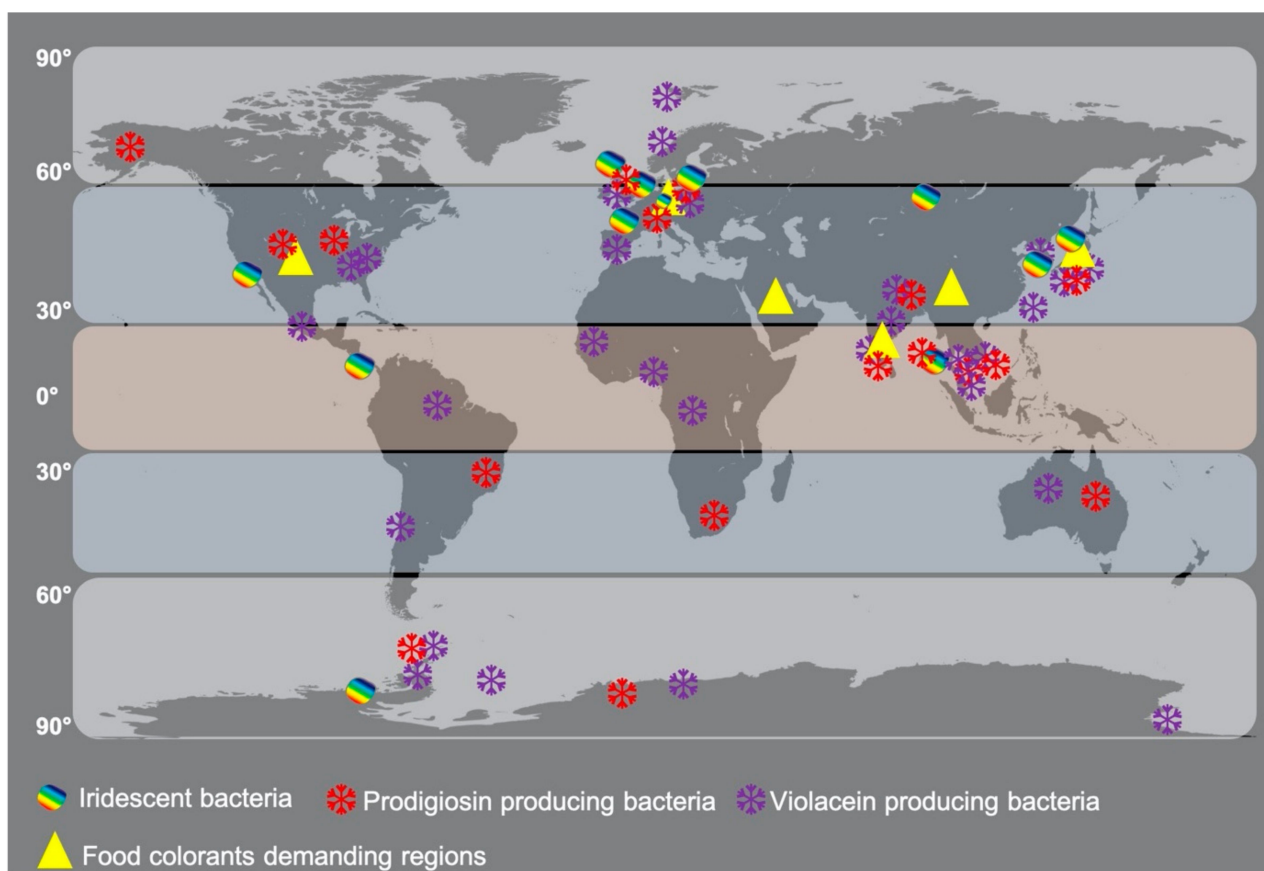 90°
60°
30°
0°
30°
60°
90°
Iridescent bacteria
Prodigiosin producing bacteria
Violacein producing bacteria
Food colorants demanding regions